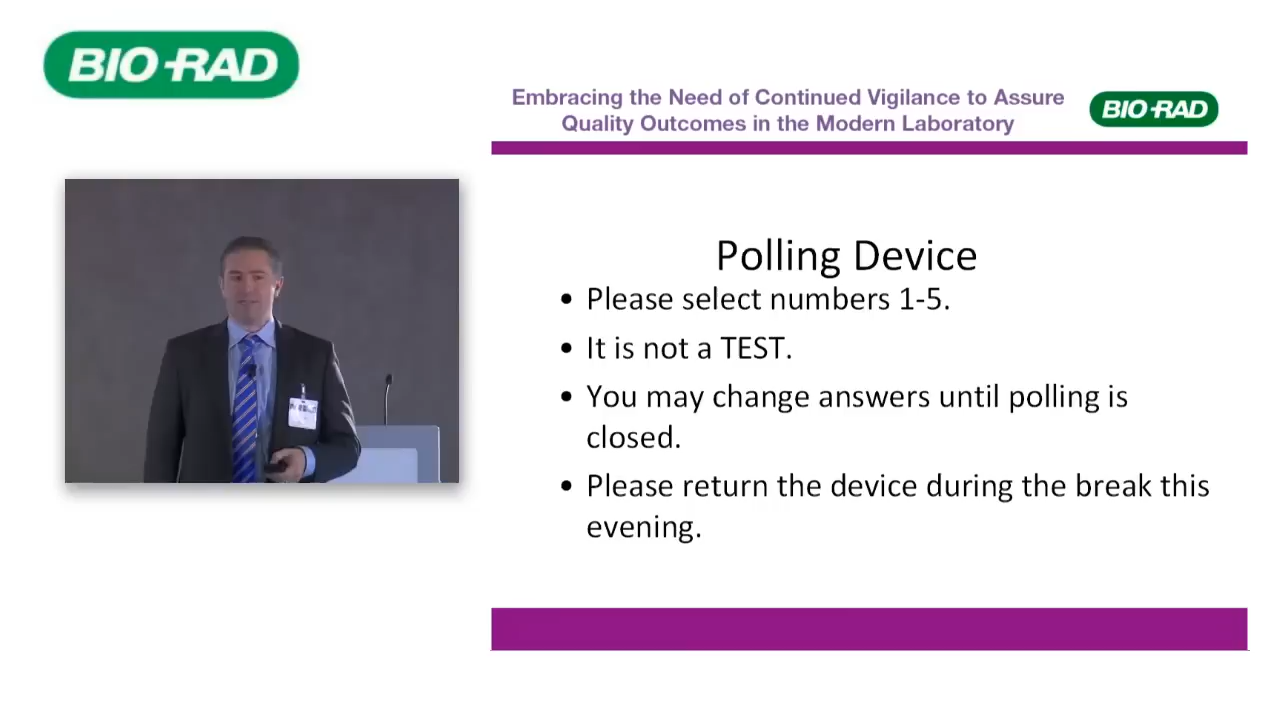 BIO-RAD
Embracing the Need of Continued Vigilance to Assure
Quality Outcomes in the Modern Laboratory
BIO-RAD
Polling Device
• Please select numbers 1-5.
• It is not a TEST.
• You may change answers until polling is
closed.
• Please return the device during the break this
evening.